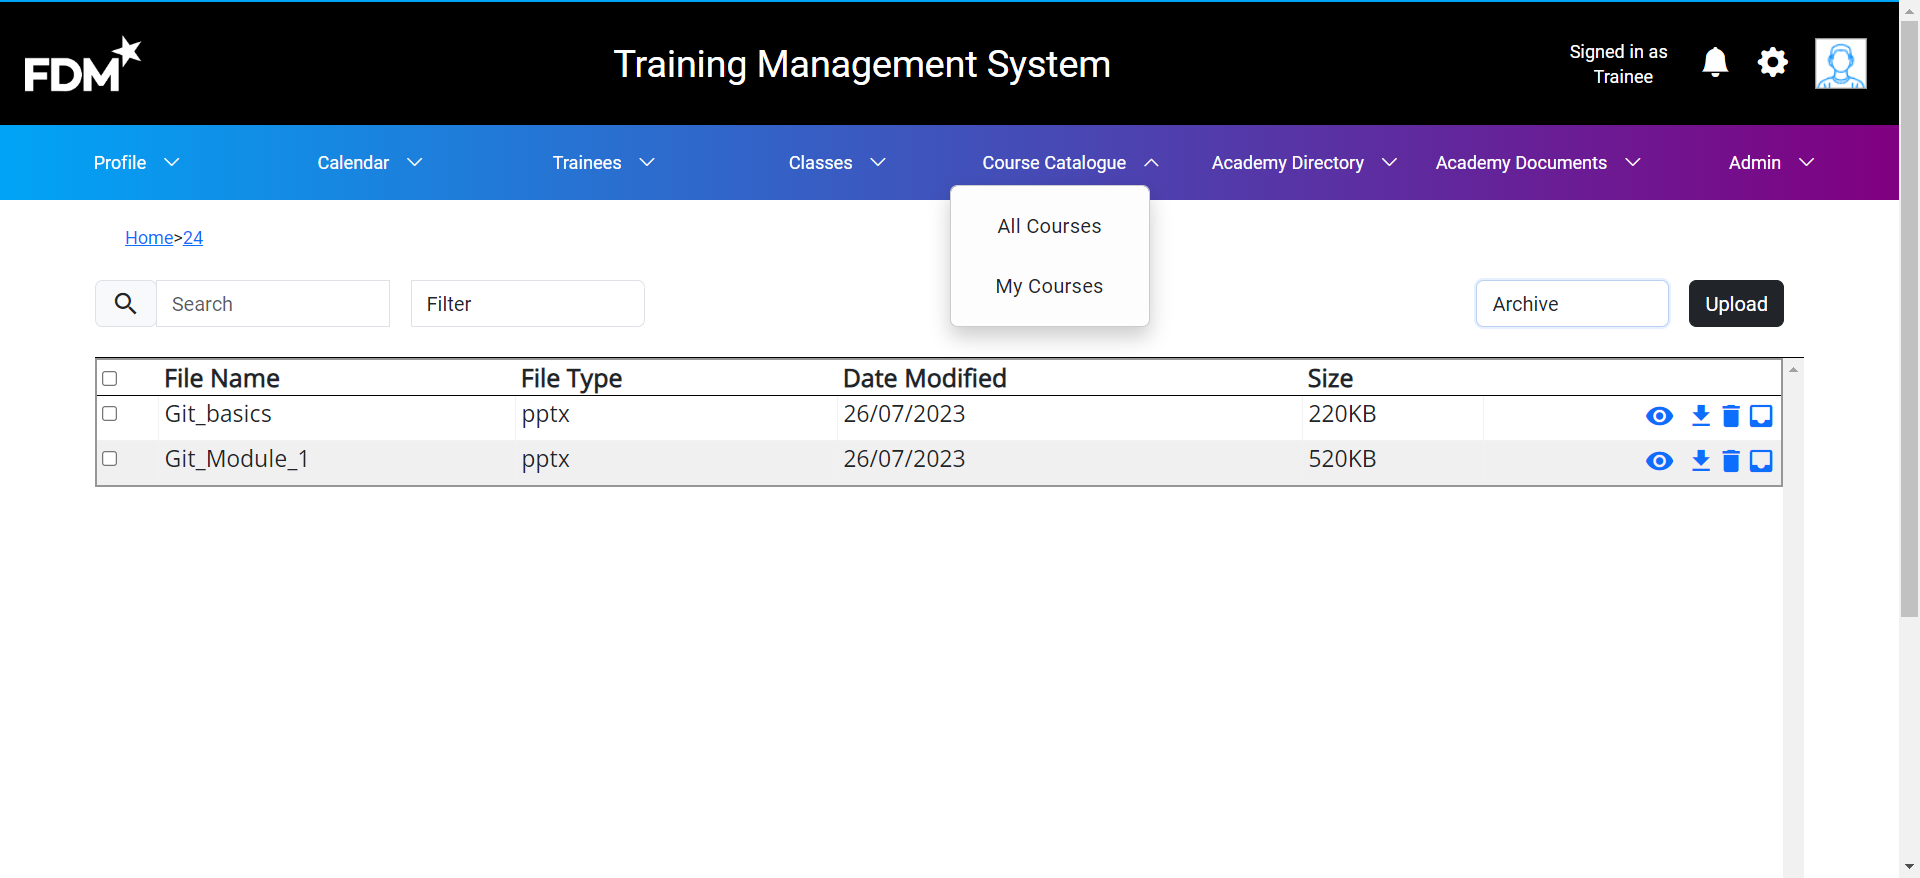 FDM
Training Management System
Signed in as
Trainee
Profile
Calendar
Trainees
Classes
Course Catalogue
Academy Directory
Academy Documents
Admin
All Courses
My Courses
Home>24
Search
Filter
Archive
Upload
File Name File Type Date Modified Size
Git_basics pptx 26/07/2023 220KB
Git_Module_1 pptx 26/07/2023 520KB